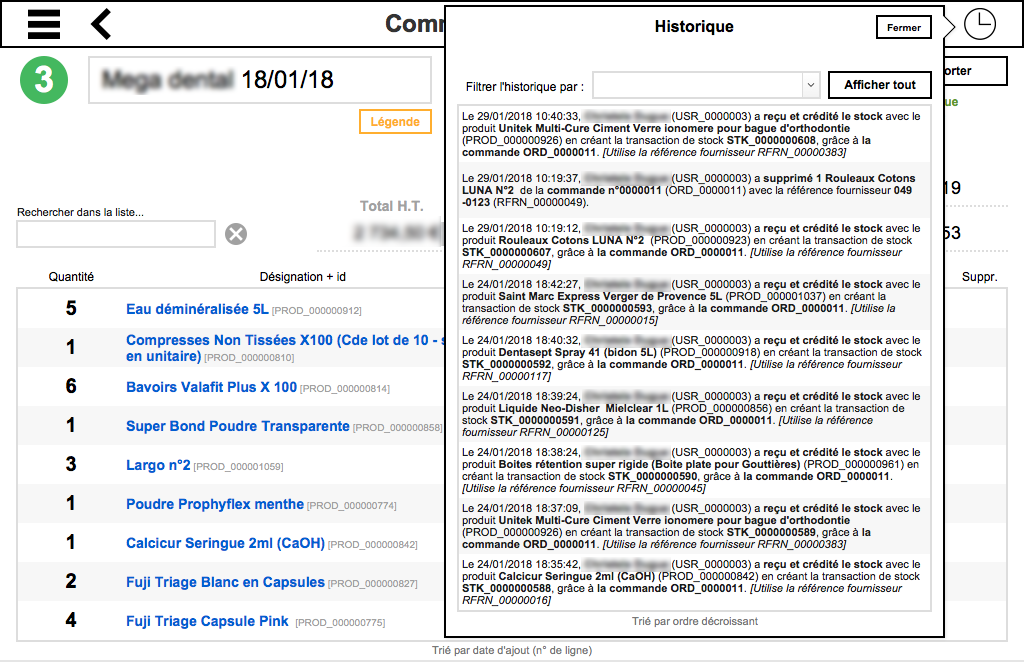 Comm
Historique
Fermer
3
18/01/18
orter
ue
Légende
Filtrer l'historique par :
Afficher tout
Le 29/01/2018 10:40:33, (USR_0000003) a reçu et crédité le stock avec le
produit Unitek Multi-Cure Ciment Verre ionomere pour bague d'orthodontie
(PROD_000000926) en créant la transaction de stock STK_0000000608, grâce à la
commande ORD_0000011. [Utilise la référence fournisseur RFRN_00000383]
Le 29/01/2018 10:19:37, (USR_0000003) a supprimé 1 Rouleaux Cotons
LUNA N°2 de la commande n°0000011 (ORD_0000011) avec la référence fournisseur 049
-0123 (RFRN_00000049).
Le 29/01/2018 10:19:12, (USR_0000003) a reçu et crédité le stock avec le
produit Rouleaux Cotons LUNA N°2 (PROD_000000923) en créant la transaction de stock
STK_0000000607, grâce à la commande ORD_0000011. [Utilise la référence fournisseur
RFRN_00000049]
Le 24/01/2018 18:42:27, (USR_0000003) a reçu et crédité le stock avec le
produit Saint Marc Express Verger de Provence 5L (PROD_000001037) en créant la
transaction de stock STK_0000000593, grâce à la commande ORD_0000011. [Utilise la
référence fournisseur RFRN_00000015]
Le 24/01/2018 18:40:32, (USR_0000003) a reçu et crédité le stock avec le
produit Dentasept Spray 41 (bidon 5L) (PROD_000000918) en créant la transaction de stock
STK_0000000592, grâce à la commande ORD_0000011. [Utilise la référence fournisseur
RFRN_00000117]
Le 24/01/2018 18:39:24, (USR_0000003) a reçu et crédité le stock avec le
produit Liquide Neo-Disher Mielclear 1L (PROD_000000856) en créant la transaction de
stock STK_0000000591, grâce à la commande ORD_0000011. [Utilise la référence
fournisseur RFRN_00000125]
Le 24/01/2018 18:38:24, (USR_0000003) a reçu et crédité le stock avec le
produit Boites rétention super rigide (Boite plate pour Gouttières) (PROD_000000961) en
créant la transaction de stock STK_0000000590, grâce à la commande ORD_0000011.
[Utilise la référence fournisseur RFRN_00000045]
Le 24/01/2018 18:37:09, (USR_0000003) a reçu et crédité le stock avec le
produit Unitek Multi-Cure Ciment Verre ionomere pour bague d'orthodontie
(PROD_000000926) en créant la transaction de stock STK_0000000589, grâce à la
commande ORD_0000011. [Utilise la référence fournisseur RFRN_00000383]
Le 24/01/2018 18:35:42, (USR_0000003) a reçu et crédité le stock avec le
produit Calcicur Seringue 2ml (CaOH) (PROD_000000842) en créant la transaction de stock
STK_0000000588, grâce à la commande ORD_0000011. [Utilise la référence fournisseur
RFRN_00000016]
Trié par ordre décroissant
Rechercher dans la liste...
Total H.T.
19
53
Quantité Désignation + id Suppr.
5 Eau déminéralisée 5L [PROD_000000912]
1 Compresses Non Tissées X100 (Cde lot de 10 - s
en unitaire) [PROD_000000810]
6 Bavoirs Valafit Plus X 100 [PROD_000000814]
1 Super Bond Poudre Transparente [PROD_000000858]
3 Largo n°2 [PROD_000001059]
1 Poudre Prophyflex menthe [PROD_000000774]
1 Calcicur Seringue 2ml (CaOH) [PROD_000000842]
2 Fuji Triage Blanc en Capsules [PROD_000000827]
4 Fuji Triage Capsule Pink [PROD_000000775]
Trié par date d'ajout (n° de ligne)